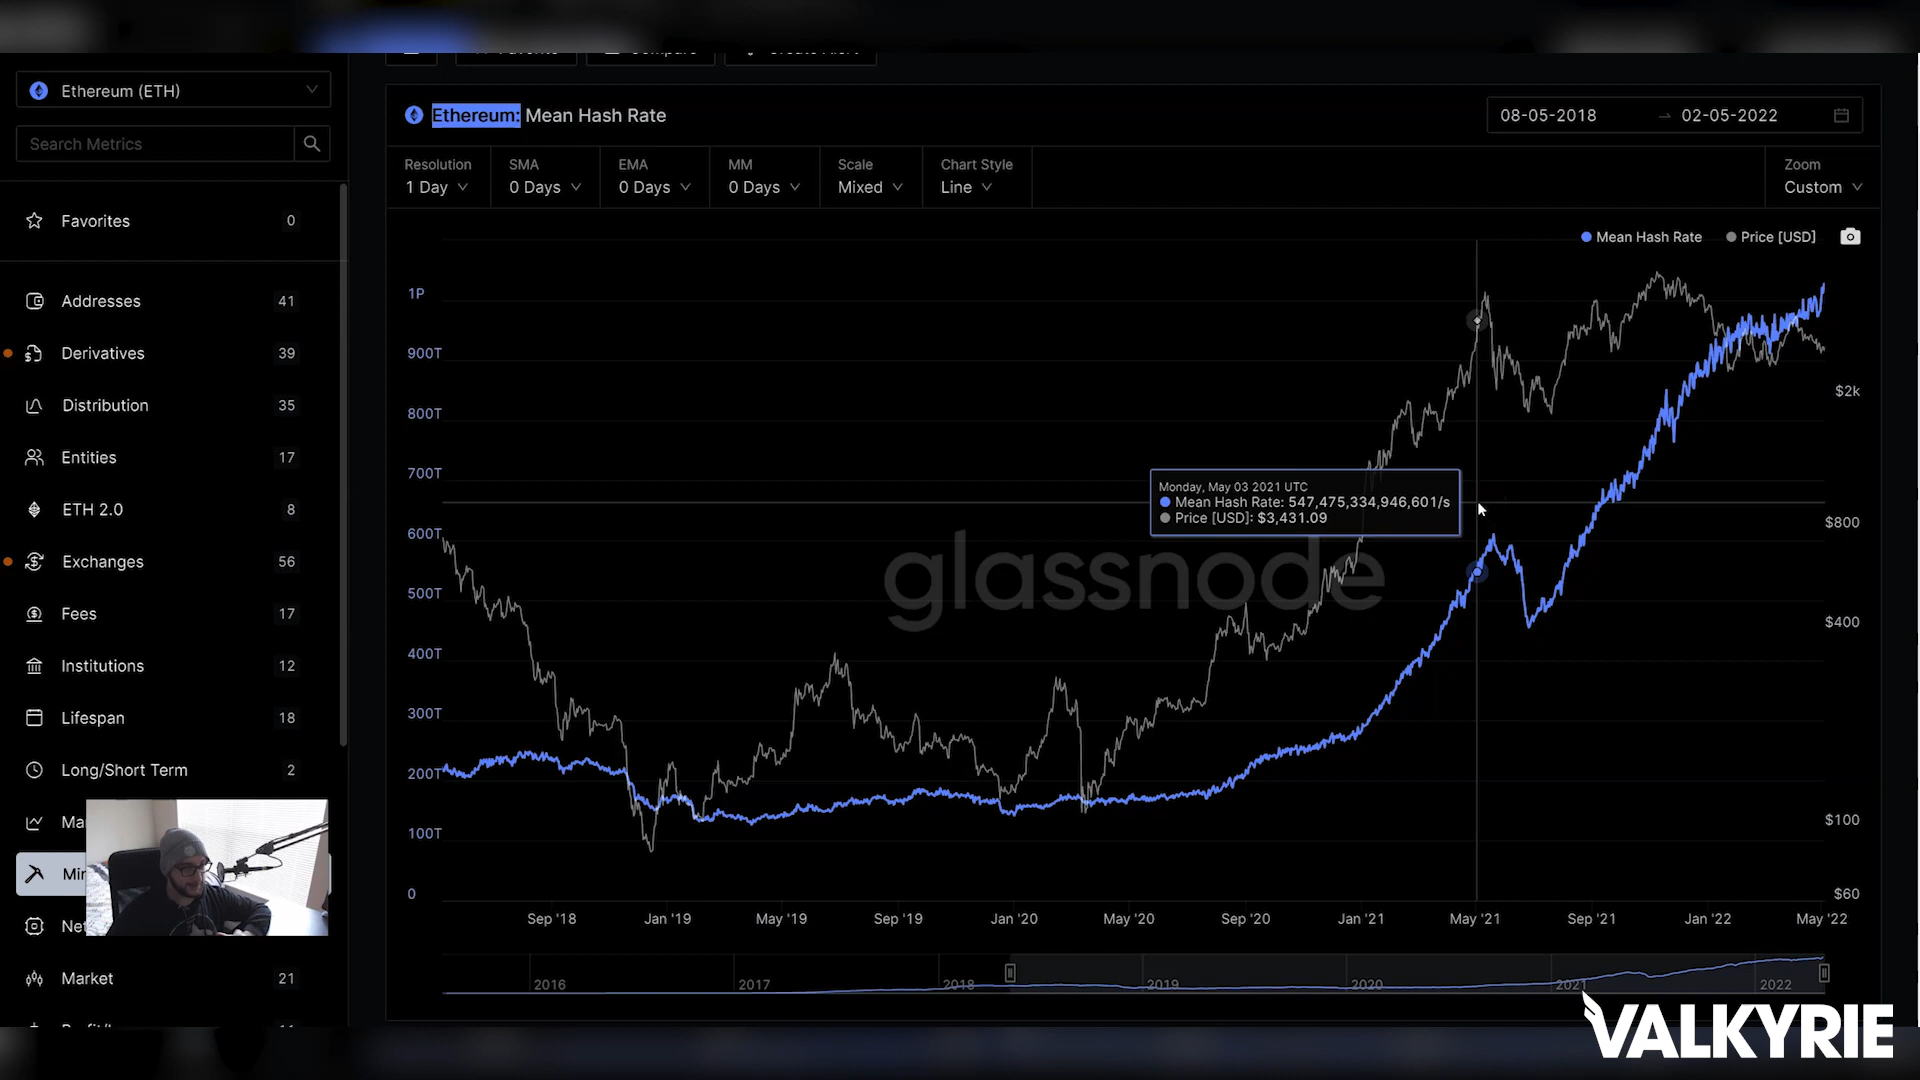 Ethereum (ETH)
Search Metrics
Favorites 0
Addresses 41
Derivatives 39
Distribution 35
Entities 17
ETH 2.0 8
Exchanges 56
Fees 17
Institutions 12
Lifespan 18
Long/Short Term 2
Market 21
Ethereum: Mean Hash Rate
08-05-2018 → 02-05-2022
Resolution SMA EMA MM Scale Chart Style Zoom
1 Day 0 Days 0 Days 0 Days Mixed Line Custom
Mean Hash Rate Price [USD]
1P
900T
800T
700T
600T
500T
400T
300T
200T
100T
0
$2k
$800
$400
$100
$60
Monday, May 03 2021 UTC
Mean Hash Rate: 547,475,334,946,601/s
Price [USD]: $3,431.09
glassnode
Sep '18 Jan '19 May '19 Sep '19 Jan '20 May '20 Sep '20 Jan '21 May '21 Sep '21 Jan '22 May '22
2016 2017 2018 2019 2020 2021 2022
VALKYRIE